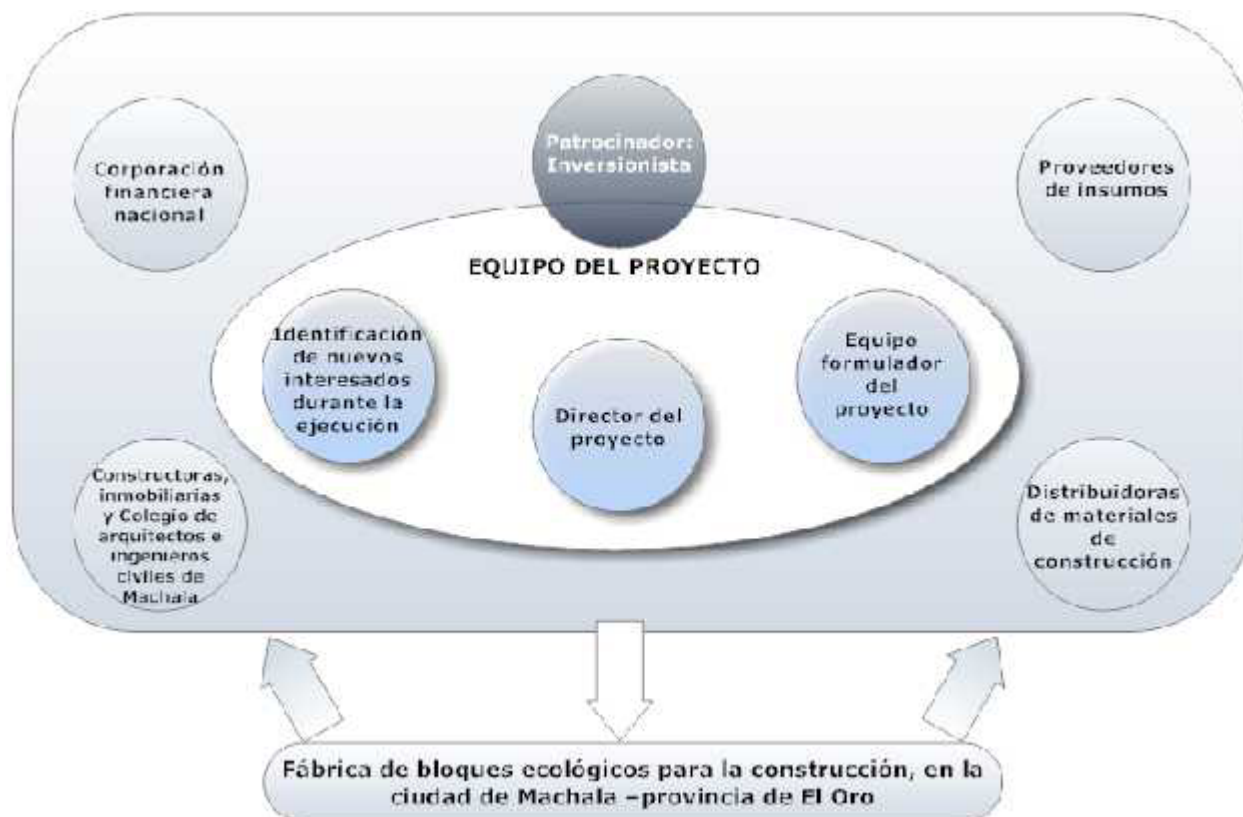 Corporación
financiera
nacional
Patrocinador:
Inversionista
Proveedores
de insumos
EQUIPO DEL PROYECTO
Identificación
de nuevos
interesados
durante la
ejecución
Director del
proyecto
Equipo
formulador
del
proyecto
Constructoras,
inmobiliarias
y Colegio de
arquitectos e
ingenieros
civiles de
Machala
Distribuidoras
de materiales
de
construcción
Fábrica de bloques ecológicos para la construcción, en la
ciudad de Machala –provincia de El Oro